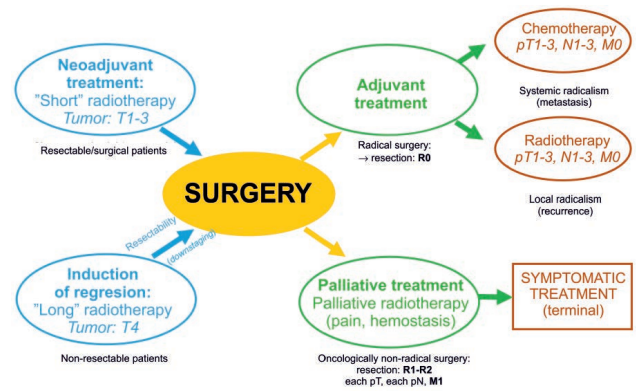 Neoadjuvant
treatment:
"Short" radiotherapy
Tumor: T1-3
Resectable/surgical patients
SURGERY
Resectability
(downstaging)
Induction
of regresion:
"Long" radiotherapy
Tumor: T4
Non-resectable patients
Adjuvant
treatment
Radical surgery:
→ resection: R0
Chemotherapy
pT1-3, N1-3, M0
Systemic radicalism
(metastasis)
Radiotherapy
pT1-3, N1-3, M0
Local radicalism
(recurrence)
Palliative treatment
Palliative radiotherapy
(pain, hemostasis)
Oncologically non-radical surgery:
resection: R1-R2
each pT, each pN, M1
SYMPTOMATIC
TREATMENT
(terminal)